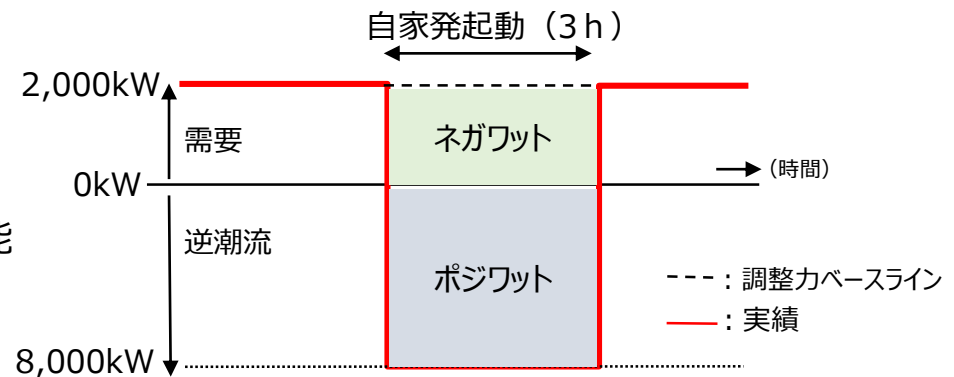 自家発起動（3ｈ）
2,000kW
需要
ネガワット
0kW
（時間）
能
逆潮流
ポジワット
---：調整力ベースライン
：実績
8,000kW